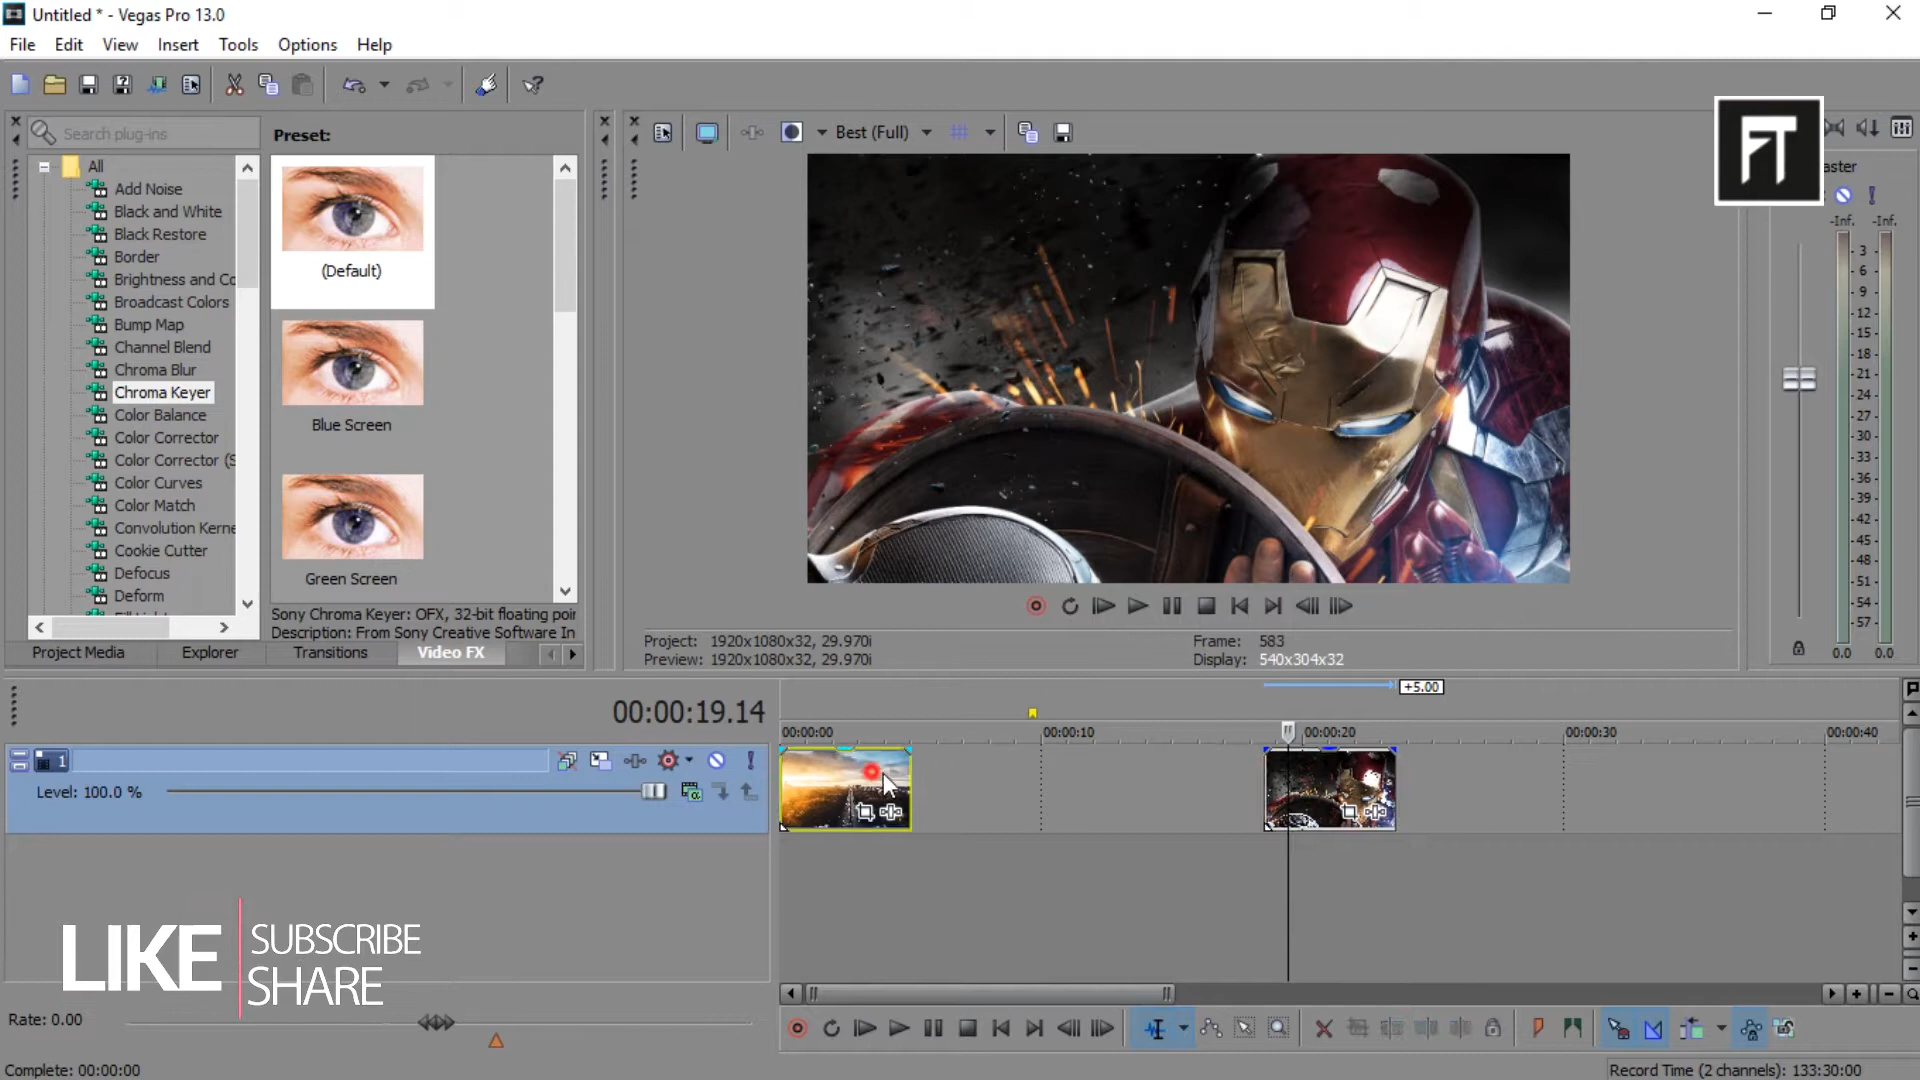 Untitled * - Vegas Pro 13.0
File Edit View Insert Tools Options Help
Search plug-ins
Preset:
Best (Full)
FT
aster
All
Add Noise
Black and White
Black Restore
Border
Brightness and Co
Broadcast Colors
Bump Map
Channel Blend
Chroma Blur
Chroma Keyer
Color Balance
Color Corrector
Color Corrector (S
Color Curves
Color Match
Convolution Kerne
Cookie Cutter
Defocus
Deform
(Default)
Blue Screen
Green Screen
Sony Chroma Keyer: OFX, 32-bit floating poin
Description: From Sony Creative Software In
Project Media Explorer Transitions Video FX
Project: 1920x1080x32, 29.970i
Preview: 1920x1080x32, 29.970i
Frame: 583
Display: 540x304x32
-Inf. -Inf.
- 3 -
- 6 -
- 9 -
- 12 -
- 15 -
- 18 -
- 21 -
- 24 -
- 27 -
- 30 -
- 33 -
- 36 -
- 39 -
- 42 -
- 45 -
- 48 -
- 51 -
- 54 -
- 57 -
0.0 0.0
00:00:19.14
+5.00
00:00:00 00:00:10 00:00:20 00:00:30 00:00:40
1
Level: 100.0 %
LIKE
SUBSCRIBE
SHARE
Rate: 0.00
Complete: 00:00:00
Record Time (2 channels): 133:30:00